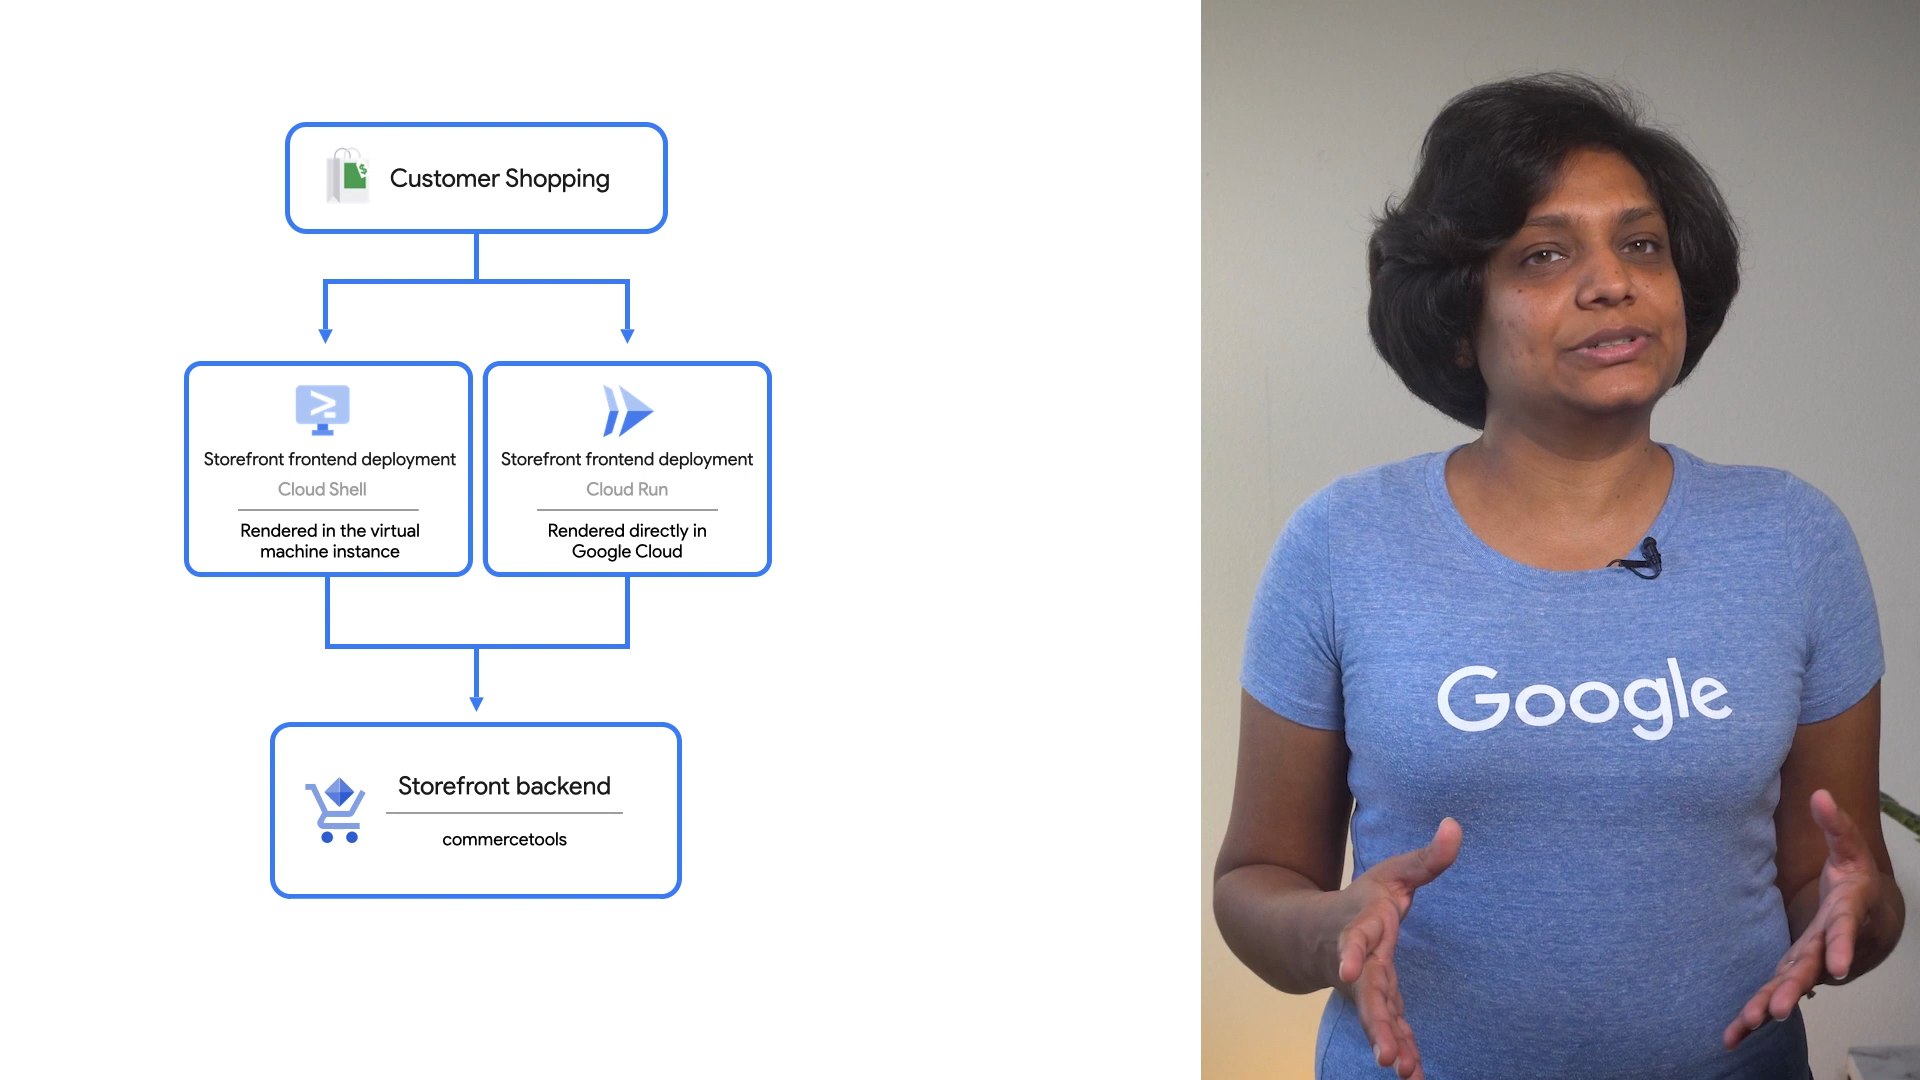 Customer Shopping
Storefront frontend deployment
Cloud Shell
Rendered in the virtual
machine instance
Storefront frontend deployment
Cloud Run
Rendered directly in
Google Cloud
Storefront backend
commercetools
Google